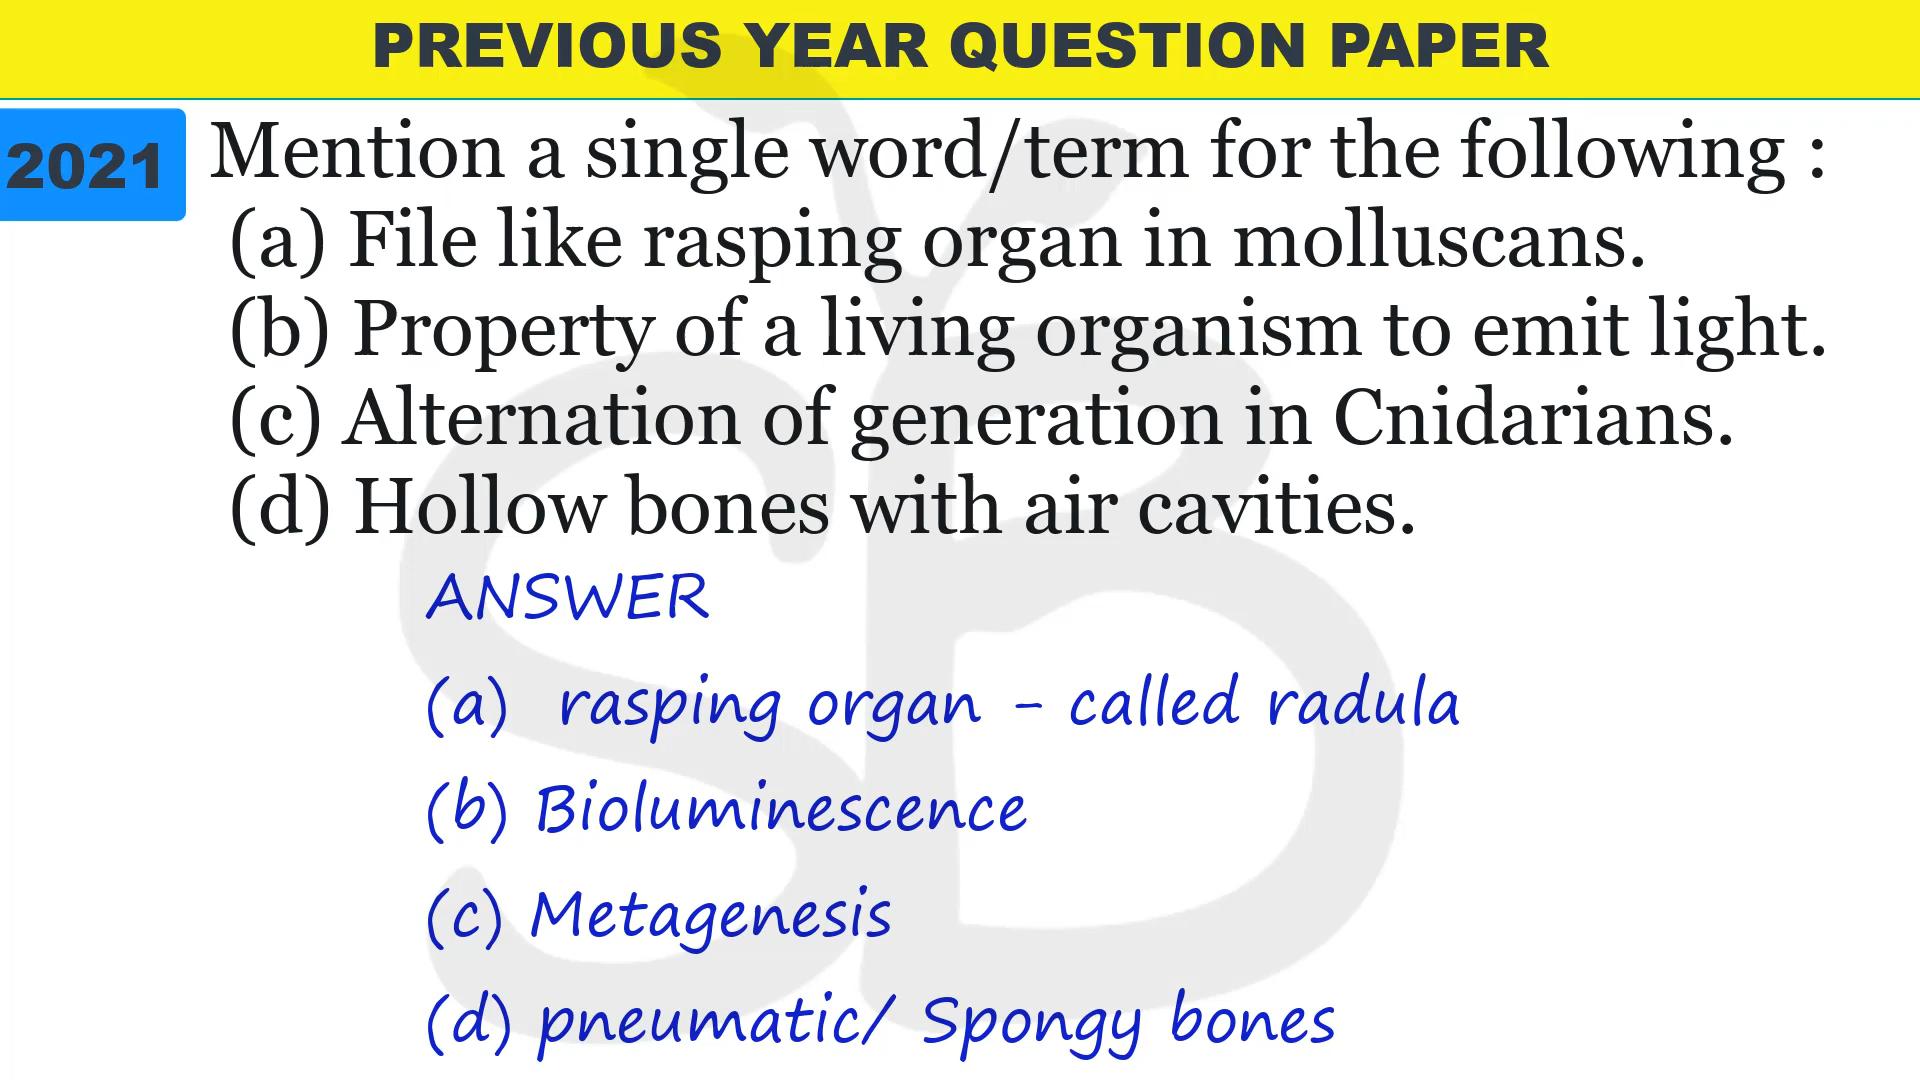 PREVIOUS YEAR QUESTION PAPER
2021
Mention a single word/term for the following :
(a) File like rasping organ in molluscans.
(b) Property of a living organism to emit light.
(c) Alternation of generation in Cnidarians.
(d) Hollow bones with air cavities.
ANSWER
(a) rasping organ - called radula
(b) Bioluminescence
(c) Metagenesis
(d) pneumatic/ Spongy bones
SB